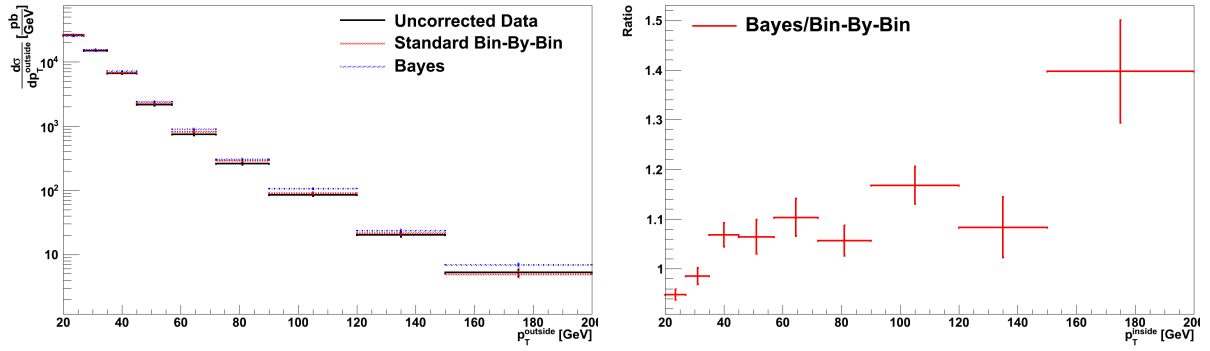 dσ/dp_T^outside [pb/GeV]
Uncorrected Data
Standard Bin-By-Bin
Bayes
10^4
10^3
10^2
10
20 40 60 80 100 120 140 160 180 200
p_T^outside [GeV]
Ratio
Bayes/Bin-By-Bin
1.5
1.4
1.3
1.2
1.1
1
20 40 60 80 100 120 140 160 180 200
p_T^inside [GeV]